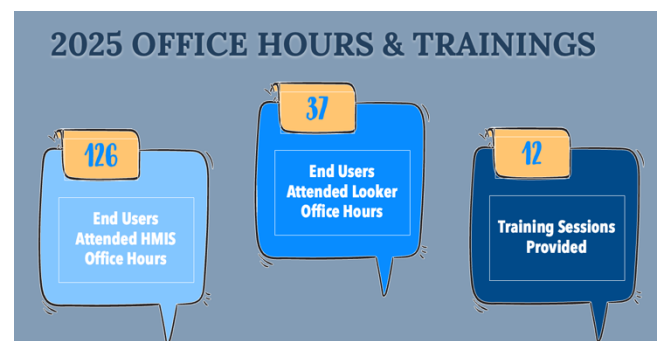 2025 OFFICE HOURS & TRAININGS
126
End Users
Attended HMIS
Office Hours
37
End Users
Attended Looker
Office Hours
12
Training Sessions
Provided